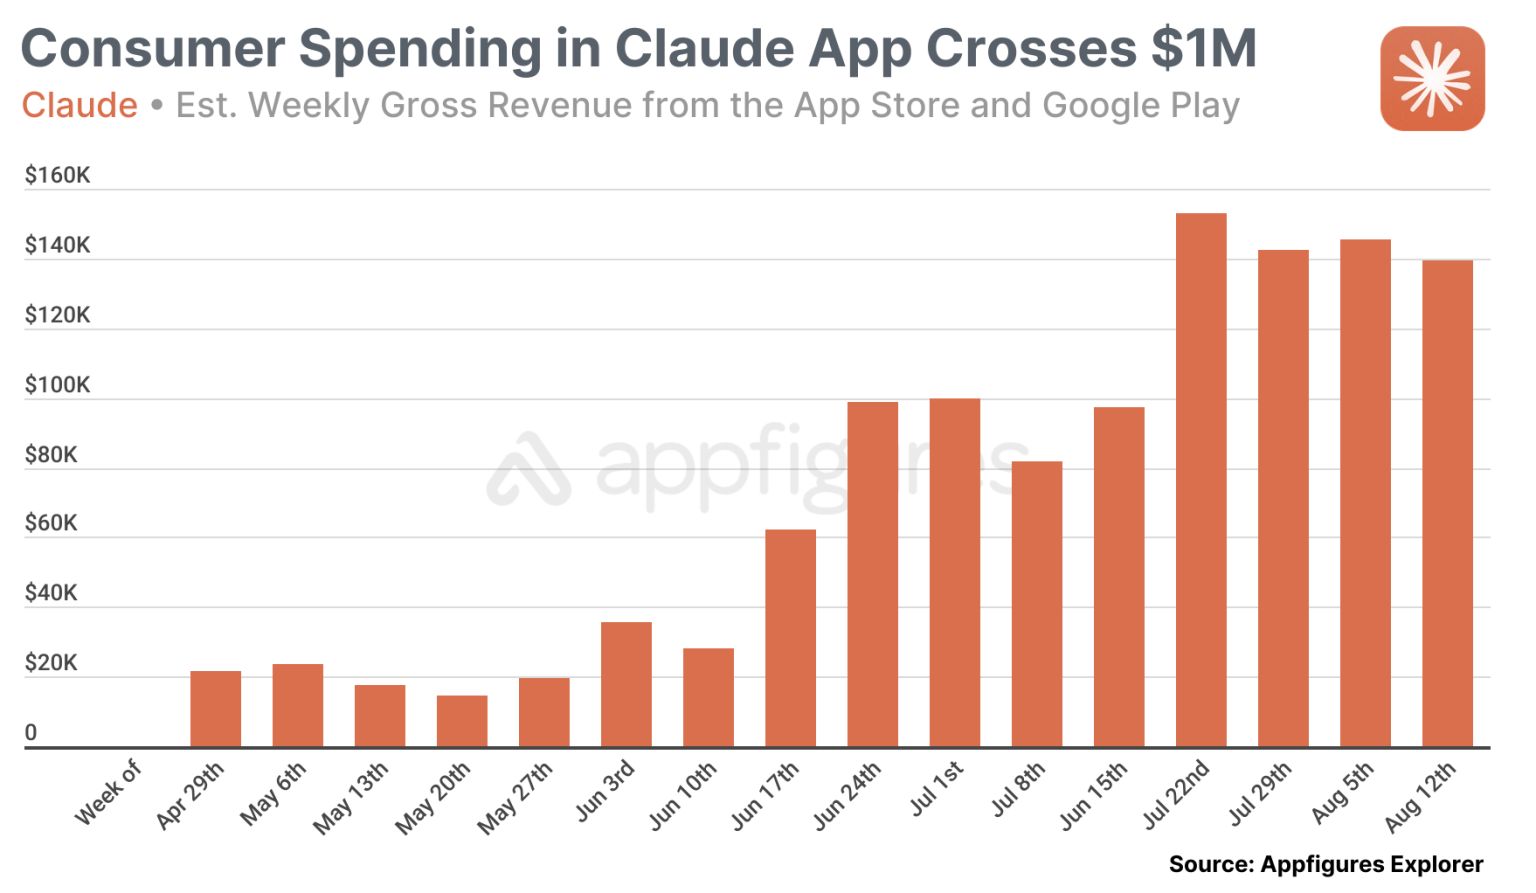 Consumer Spending in Claude App Crosses $1M
Claude • Est. Weekly Gross Revenue from the App Store and Google Play
$160K
$140K
$120K
$100K
$80K
$60K
$40K
$20K
0
appfigures
Week of
Apr 29th
May 6th
May 13th
May 20th
May 27th
Jun 3rd
Jun 10th
Jun 17th
Jun 24th
Jul 1st
Jul 8th
Jun 15th
Jul 22nd
Jul 29th
Aug 5th
Aug 12th
Source: Appfigures Explorer